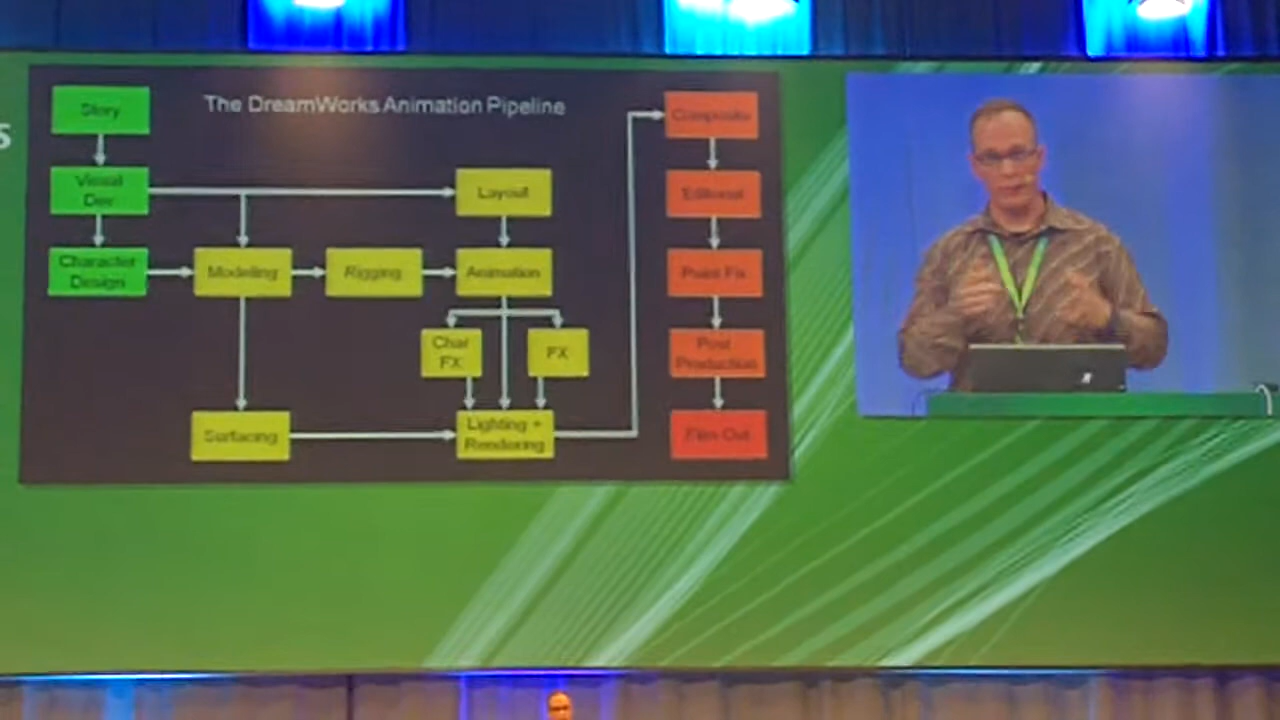 S
The DreamWorks Animation Pipeline
Story
Visual
Dev
Character
Design
Modeling
Rigging
Layout
Animation
Char
FX
FX
Surfacing
Lighting +
Rendering
Composite
Editorial
Paint Fix
Post
Production
Film Out